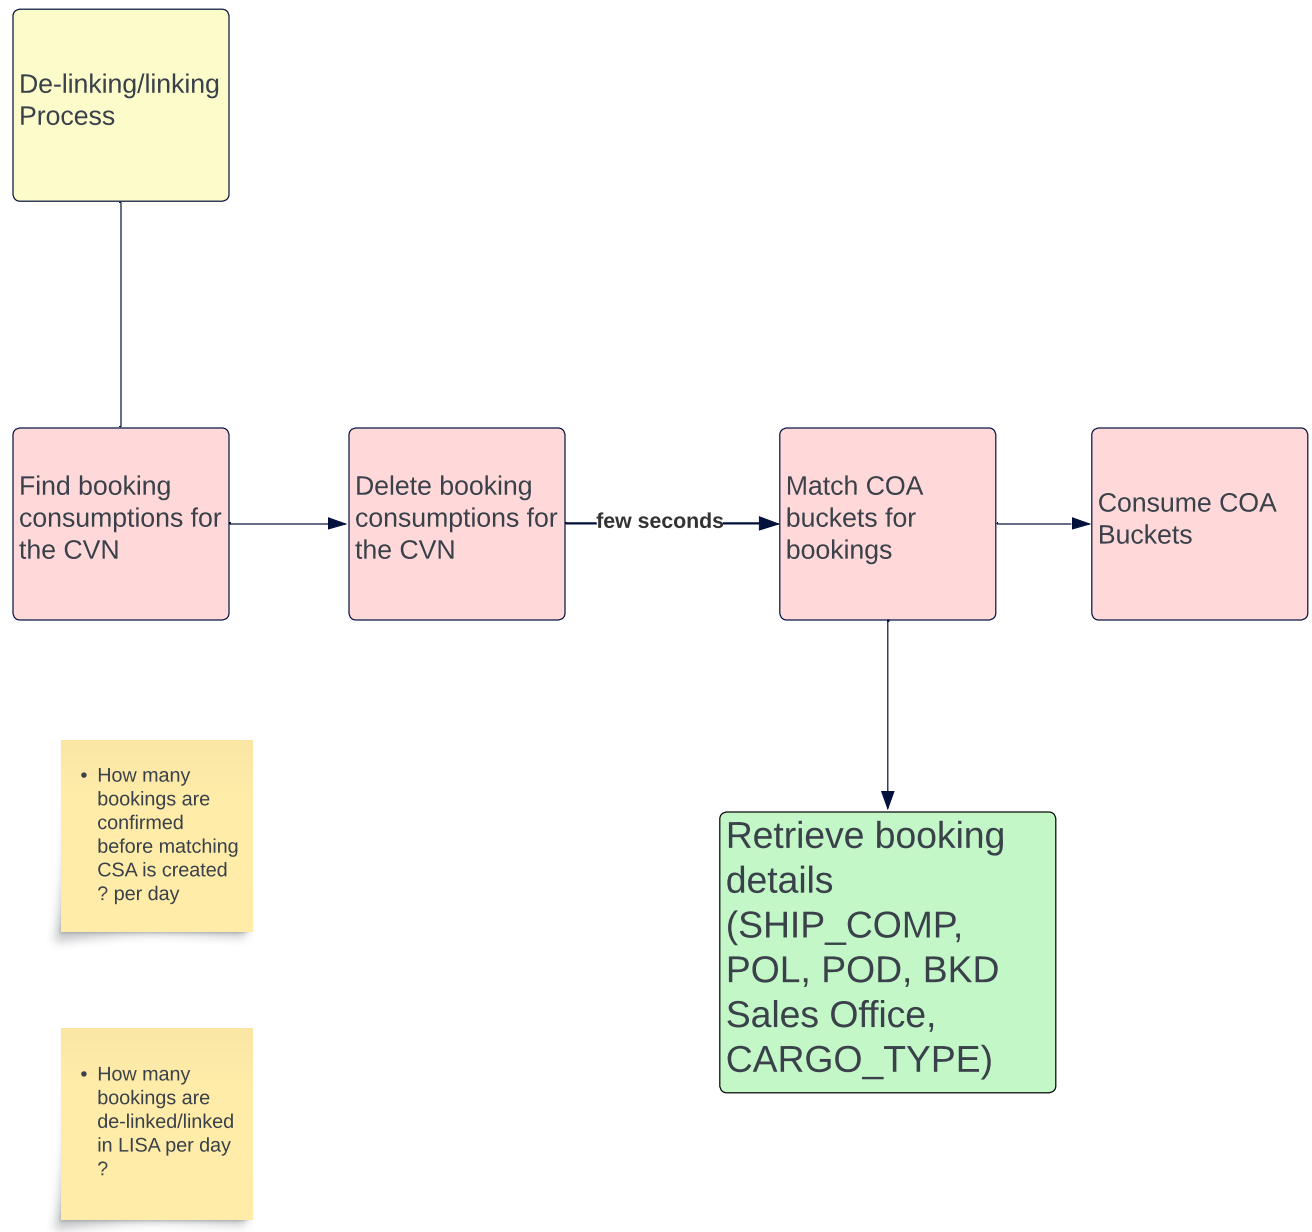 De-linking/linking
Process
Find booking
consumptions for
the CVN
Delete booking
consumptions for
the CVN
few seconds
Match COA
buckets for
bookings
Consume COA
Buckets
• How many
bookings are
confirmed
before matching
CSA is created
? per day
Retrieve booking
details
(SHIP_COMP,
POL, POD, BKD
Sales Office,
CARGO_TYPE)
• How many
bookings are
de-linked/linked
in LISA per day
?